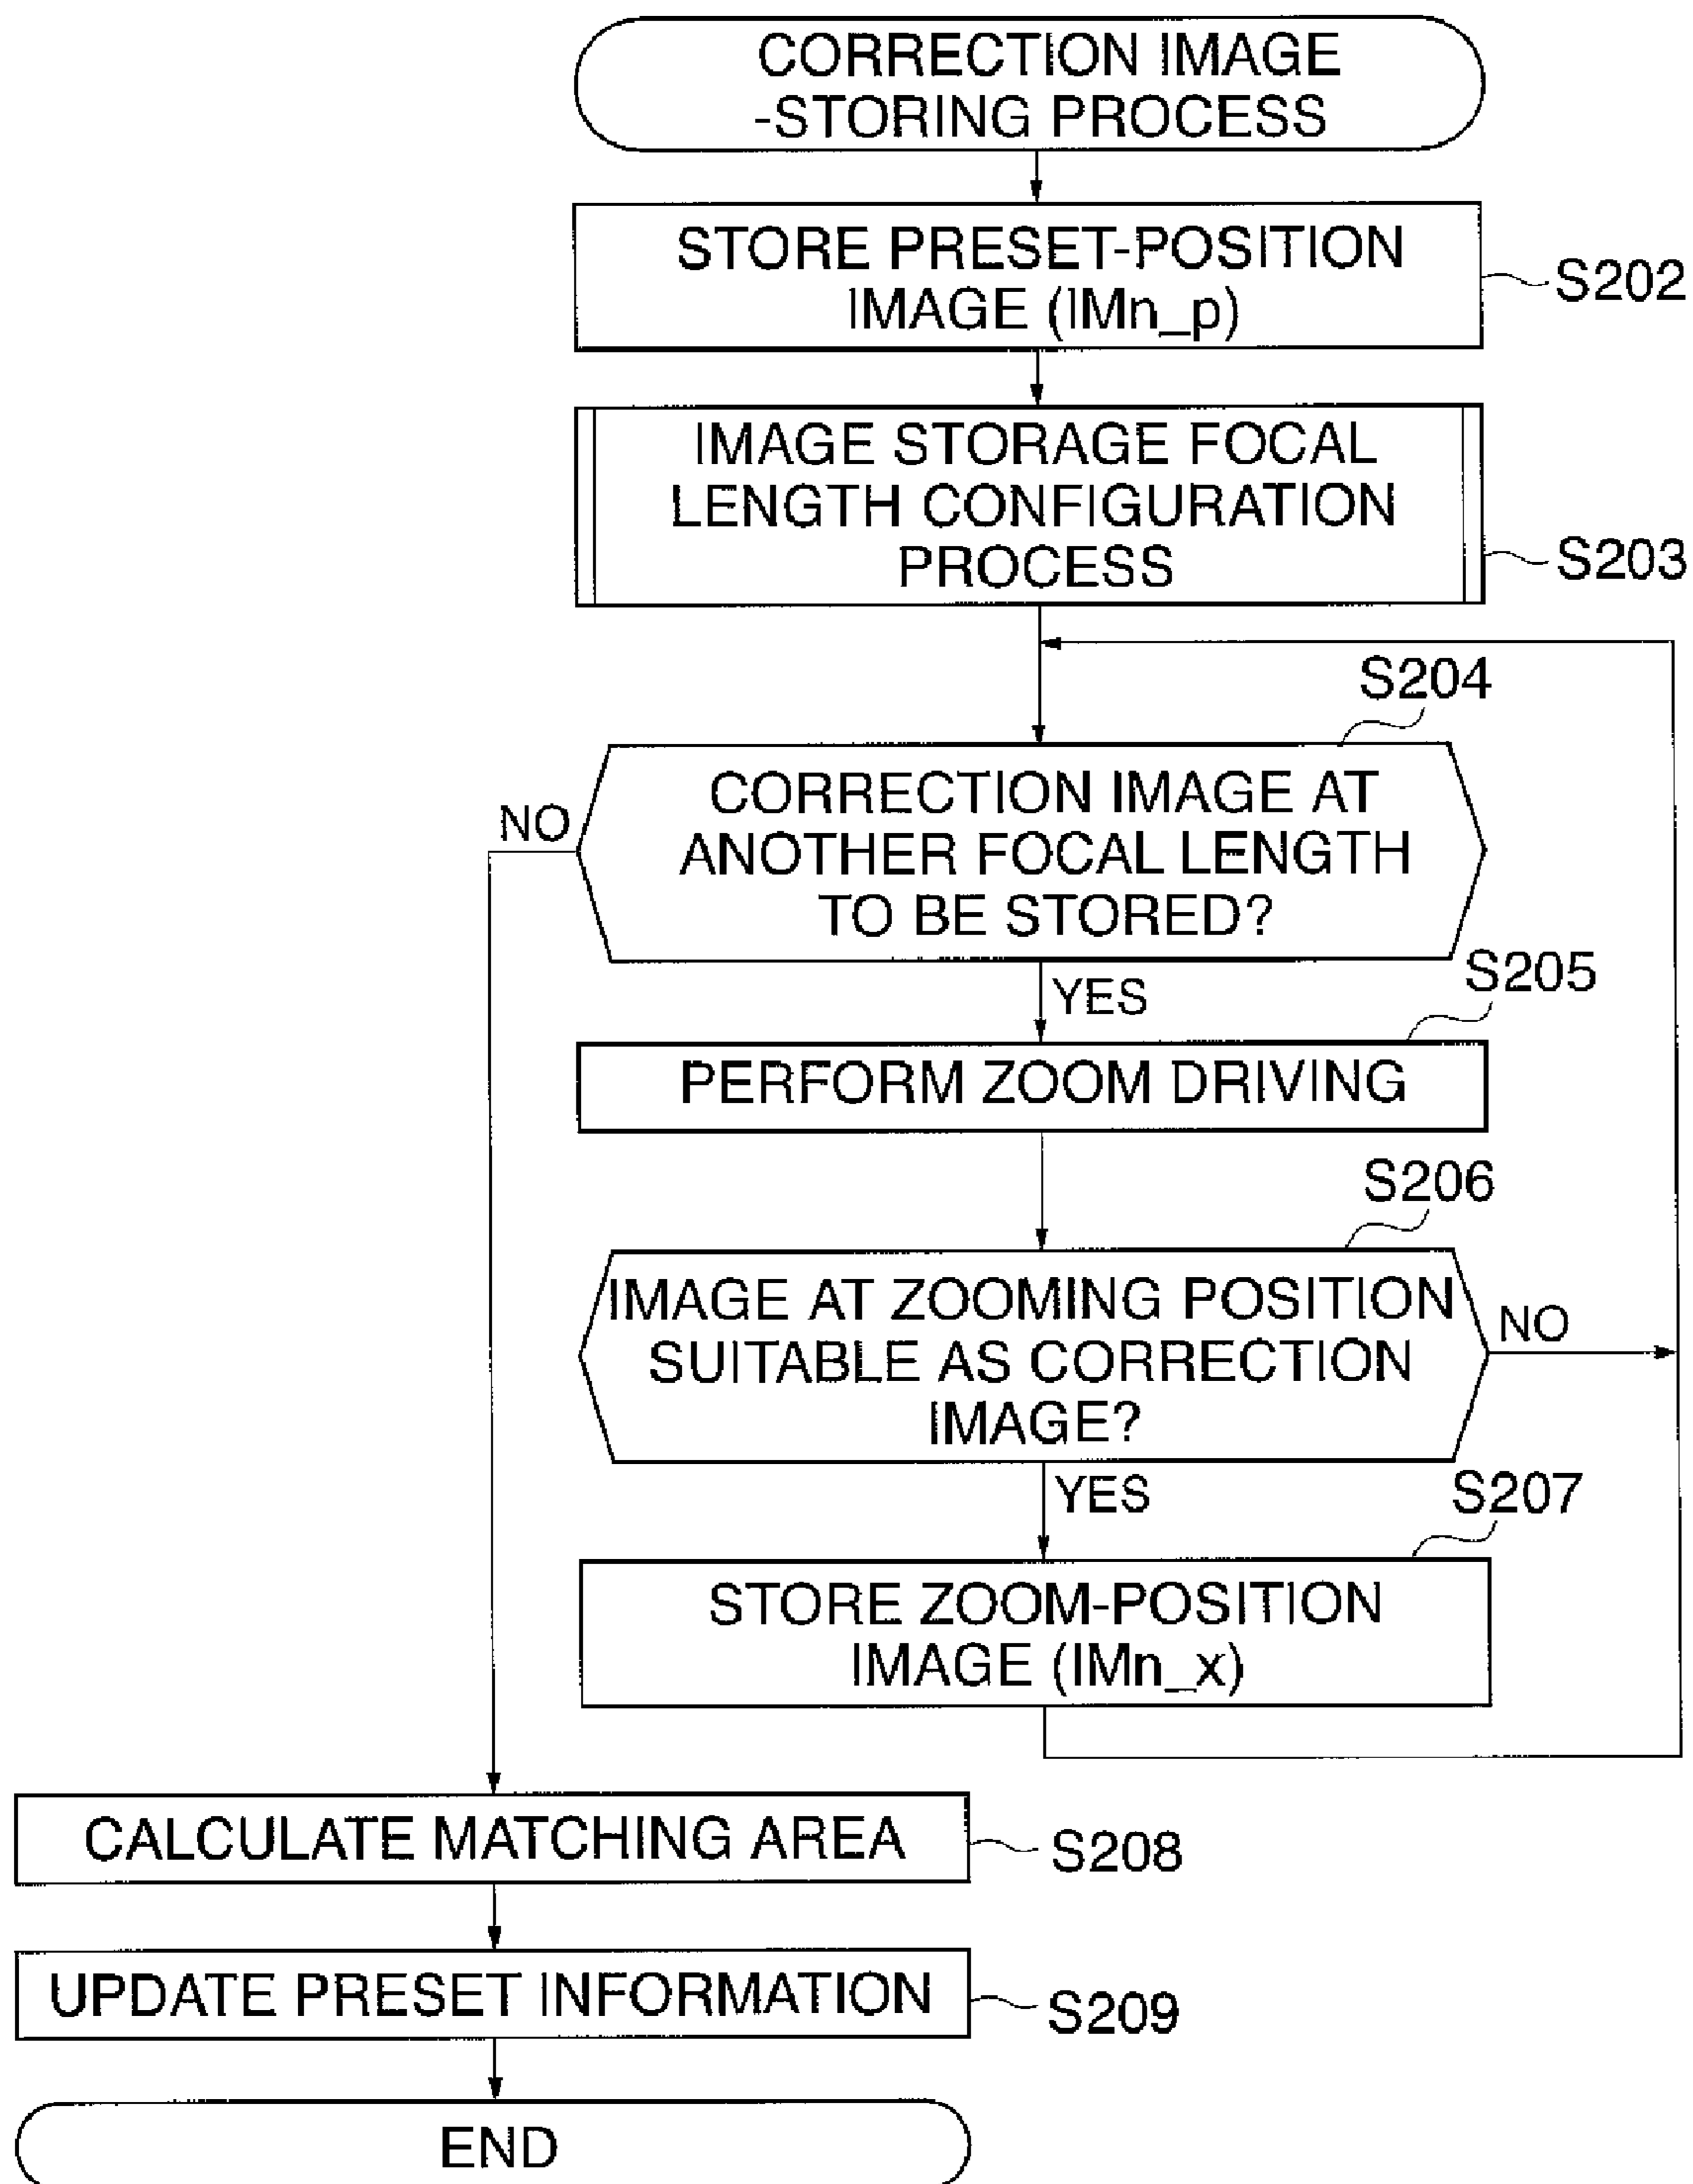 CORRECTION IMAGE
-STORING PROCESS
STORE PRESET-POSITION
IMAGE (IMn_p)
S202
IMAGE STORAGE FOCAL
LENGTH CONFIGURATION
PROCESS
S203
S204
CORRECTION IMAGE AT
ANOTHER FOCAL LENGTH
TO BE STORED?
NO
YES
S205
PERFORM ZOOM DRIVING
S206
IMAGE AT ZOOMING POSITION
SUITABLE AS CORRECTION
IMAGE?
NO
YES
S207
STORE ZOOM-POSITION
IMAGE (IMn_x)
CALCULATE MATCHING AREA
S208
UPDATE PRESET INFORMATION
S209
END